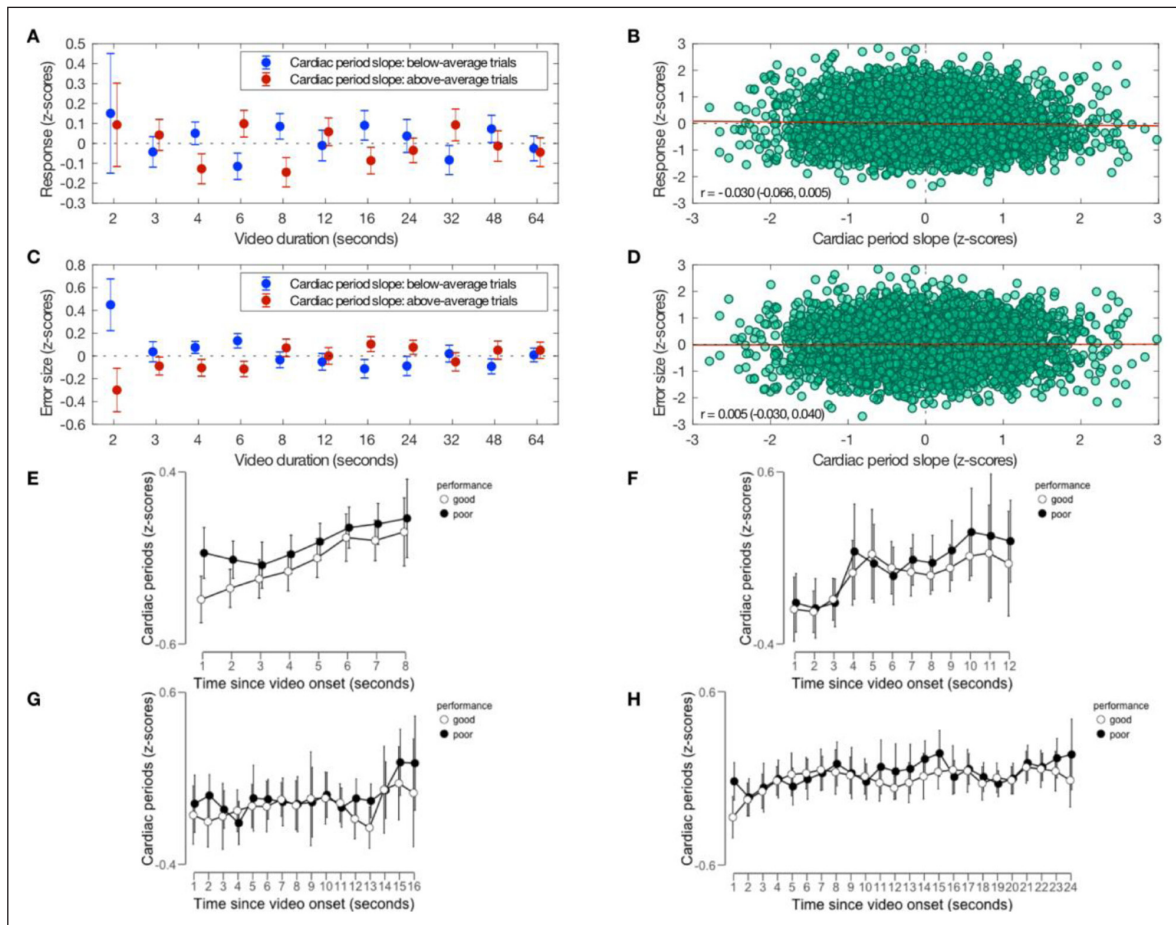 A
0.5
0.4
0.3
0.2
0.1
0
-0.1
-0.2
-0.3
Response (z-scores)
Cardiac period slope: below-average trials
Cardiac period slope: above-average trials
2 3 4 6 8 12 16 24 32 48 64
Video duration (seconds)
B
3
2
1
0
-1
-2
-3
Response (z-scores)
r = - 0.030 (-0.066, 0.005)
-3 -2 -1 0 1 2 3
Cardiac period slope (z-scores)
C
0.8
0.6
0.4
0.2
0
-0.2
-0.4
-0.6
Error size (z-scores)
Cardiac period slope: below-average trials
Cardiac period slope: above-average trials
2 3 4 6 8 12 16 24 32 48 64
Video duration (seconds)
D
3
2
1
0
-1
-2
-3
Error size (z-scores)
r = 0.005 (-0.030, 0.040)
-3 -2 -1 0 1 2 3
Cardiac period slope (z-scores)
E
0.4
-0.6
Cardiac periods (z-scores)
performance
good
poor
1 2 3 4 5 6 7 8
Time since video onset (seconds)
F
0.6
-0.4
Cardiac periods (z-scores)
performance
good
poor
1 2 3 4 5 6 7 8 9 10 11 12
Time since video onset (seconds)
G
0.6
-0.4
Cardiac periods (z-scores)
performance
good
poor
1 2 3 4 5 6 7 8 9 10 11 12 13 14 15 16
Time since video onset (seconds)
H
0.6
-0.6
Cardiac periods (z-scores)
performance
good
poor
1 2 3 4 5 6 7 8 9 10 11 12 13 14 15 16 17 18 19 20 21 22 23 24
Time since video onset (seconds)